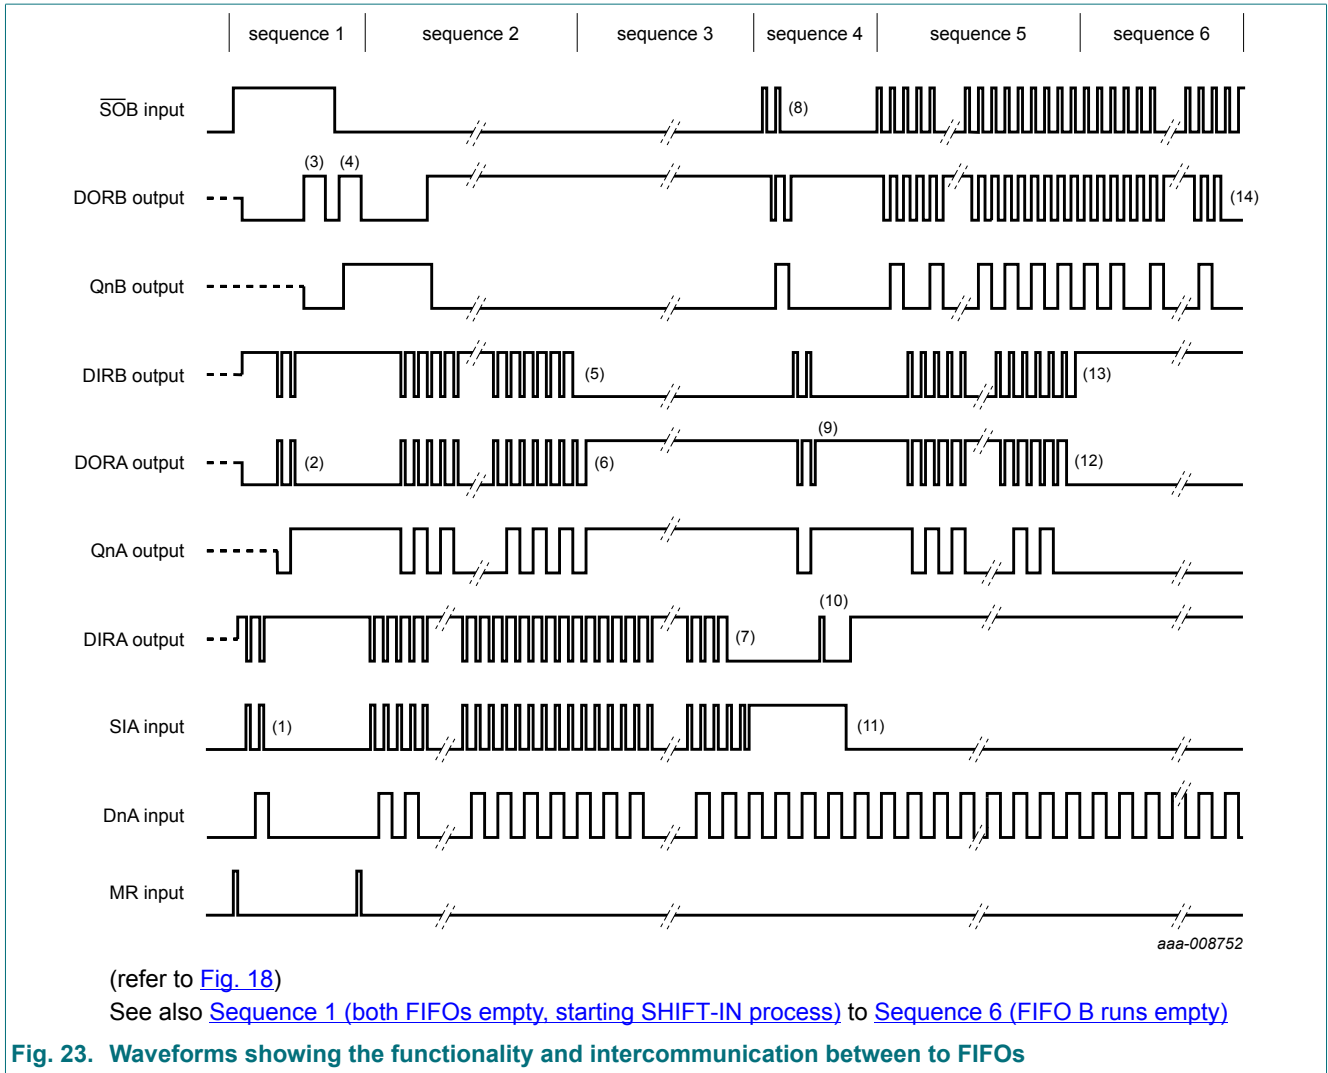 sequence 1 sequence 2 sequence 3 sequence 4 sequence 5 sequence 6
SOB input
(8)
DORB output
(3) (4)
(14)
QnB output
DIRB output
(5)
(13)
DORA output
(2)
(6)
(9)
(12)
QnA output
DIRA output
(7)
(10)
SIA input
(1)
(11)
DnA input
MR input
aaa-008752
(refer to Fig. 18)
See also Sequence 1 (both FIFOs empty, starting SHIFT-IN process) to Sequence 6 (FIFO B runs empty)
Fig. 23. Waveforms showing the functionality and intercommunication between to FIFOs